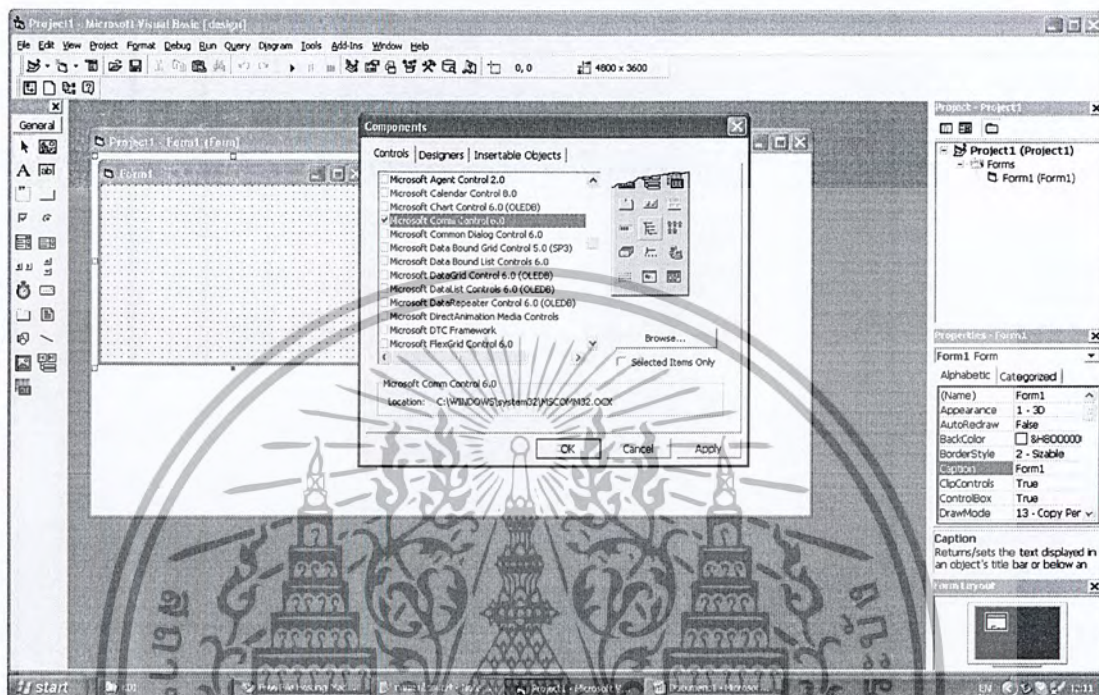 Project1 - Microsoft Visual Basic [design]
File Edit View Project Format Debug Run Query Diagram Tools Add-Ins Window Help
0, 0 4800 x 3600
General
Project1 - Form1 (Form)
Form1
Components
Controls Designers Insertable Objects
Microsoft Agent Control 2.0
Microsoft Calendar Control 8.0
Microsoft Chart Control 6.0 (OLEDB)
Microsoft Comm Control 6.0
Microsoft Common Dialog Control 6.0
Microsoft Data Bound Grid Control 5.0 (SP3)
Microsoft Data Bound List Controls 6.0
Microsoft DataGrid Control 6.0 (OLEDB)
Microsoft DataList Controls 6.0 (OLEDB)
Microsoft DataRepeater Control 6.0 (OLEDB)
Microsoft DirectAnimation Media Controls
Microsoft DTC Framework
Microsoft FlexGrid Control 6.0
Browse...
Selected Items Only
Microsoft Comm Control 6.0
Location: C:\WINDOWS\system32\MSCOMM32.OCX
OK Cancel Apply
Project - Project1
Project1 (Project1)
Forms
Form1 (Form1)
Properties - Form1
Form1 Form
Alphabetic Categorized
(Name) Form1
Appearance 1 - 3D
AutoRedraw False
BackColor &H800000
BorderStyle 2 - Sizable
Caption Form1
ClipControls True
ControlBox True
DrawMode 13 - Copy Per
Caption
Returns/sets the text displayed in
an object's title bar or below an
Form Layout
start Project1 - Microsoft V... Document1 - Microsof... EN 12:11